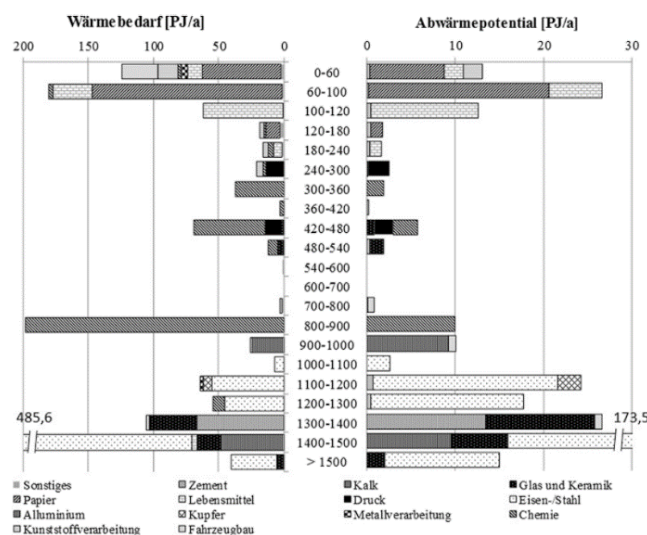 Wärmebedarf [PJ/a] Abwärmepotential [PJ/a]
200 150 100 50 0 0 10 20 30
0-60
60-100
100-120
120-180
180-240
240-300
300-360
360-420
420-480
480-540
540-600
600-700
700-800
800-900
900-1000
1000-1100
1100-1200
1200-1300
485,6 1300-1400 173,5
1400-1500
> 1500
Sonstiges Zement Kalk Glas und Keramik
Papier Lebensmittel Druck Eisen-/Stahl
Alluminium Kupfer Metallverarbeitung Chemie
Kunststoffverarbeitung Fahrzeugbau